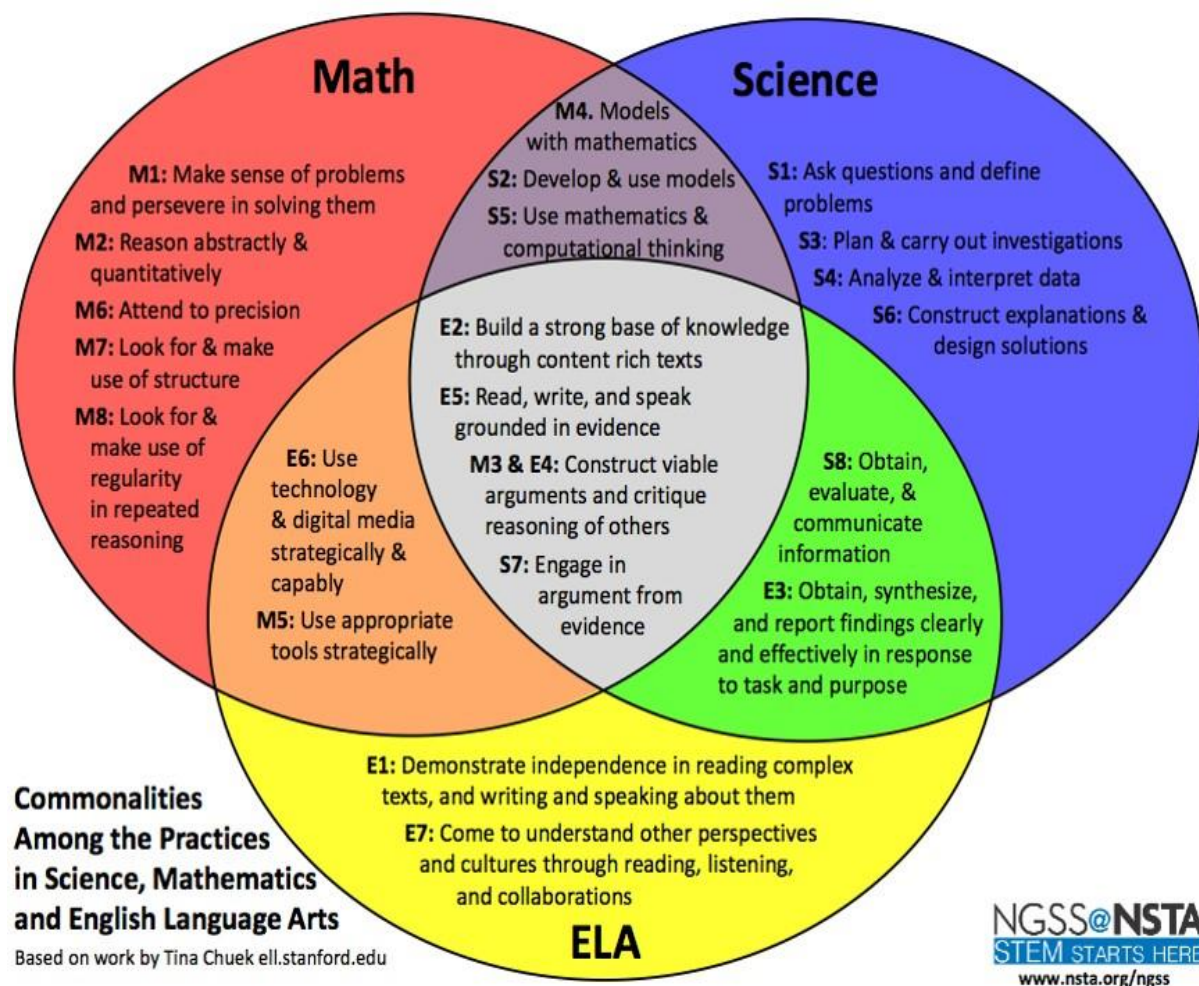 Math
Science
M4. Models
with mathematics
S2: Develop & use models
S5: Use mathematics &
computational thinking
M1: Make sense of problems
and persevere in solving them
M2: Reason abstractly &
quantitatively
M6: Attend to precision
M7: Look for & make
use of structure
M8: Look for &
make use of
regularity
in repeated
reasoning
S1: Ask questions and define
problems
S3: Plan & carry out investigations
S4: Analyze & interpret data
S6: Construct explanations &
design solutions
E2: Build a strong base of knowledge
through content rich texts
E5: Read, write, and speak
grounded in evidence
M3 & E4: Construct viable
arguments and critique
reasoning of others
S7: Engage in
argument from
evidence
E6: Use
technology
& digital media
strategically &
capably
M5: Use appropriate
tools strategically
S8: Obtain,
evaluate, &
communicate
information
E3: Obtain, synthesize,
and report findings clearly
and effectively in response
to task and purpose
E1: Demonstrate independence in reading complex
texts, and writing and speaking about them
E7: Come to understand other perspectives
and cultures through reading, listening,
and collaborations
ELA
Commonalities
Among the Practices
in Science, Mathematics
and English Language Arts
Based on work by Tina Chuek ell.stanford.edu
NGSS@NSTA
STEM STARTS HERE
www.nsta.org/ngss